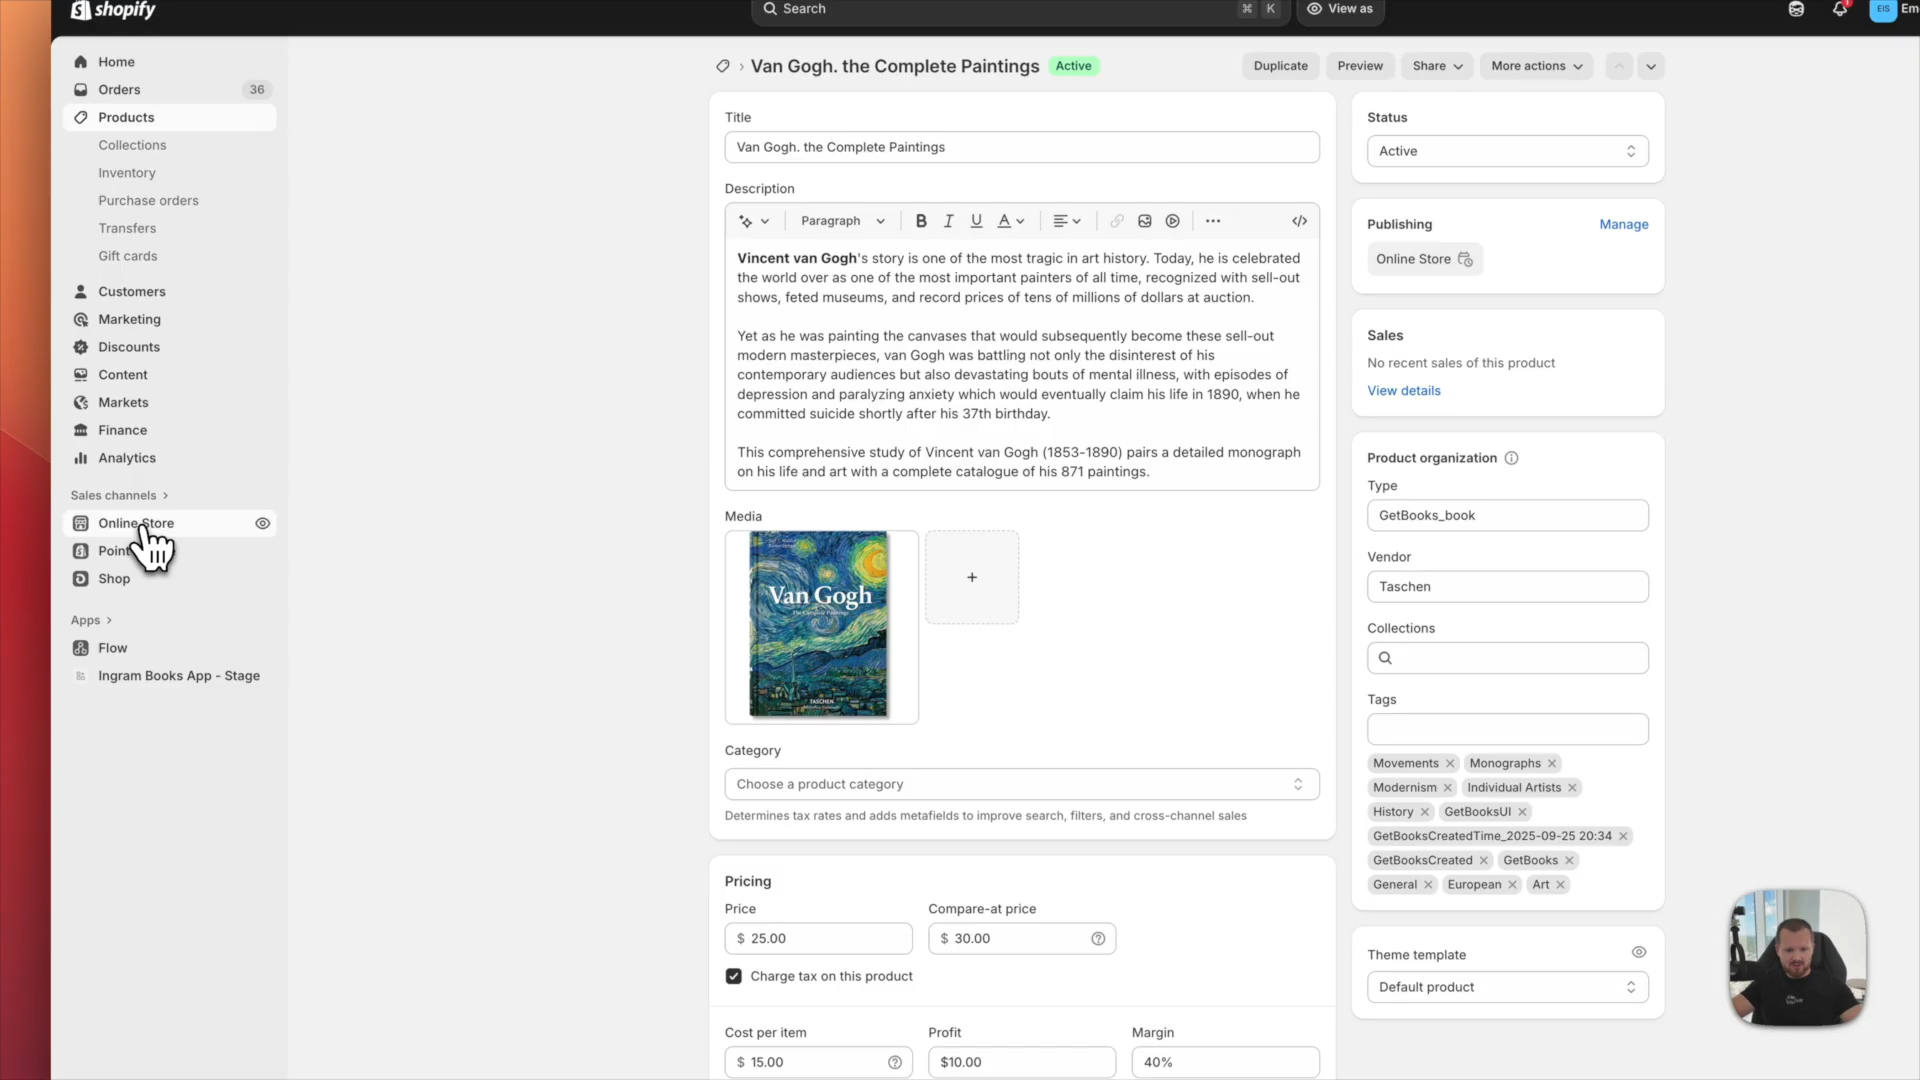 shopify
Search
⌘ K
View as
EIS
Em
Home
Orders 36
Products
Collections
Inventory
Purchase orders
Transfers
Gift cards
Customers
Marketing
Discounts
Content
Markets
Finance
Analytics
Sales channels
Online Store
Point
Shop
Apps
Flow
Ingram Books App - Stage
Van Gogh. the Complete Paintings Active
Duplicate Preview Share More actions
Title
Van Gogh. the Complete Paintings
Description
Paragraph B I U A
Vincent van Gogh's story is one of the most tragic in art history. Today, he is celebrated
the world over as one of the most important painters of all time, recognized with sell-out
shows, feted museums, and record prices of tens of millions of dollars at auction.
Yet as he was painting the canvases that would subsequently become these sell-out
modern masterpieces, van Gogh was battling not only the disinterest of his
contemporary audiences but also devastating bouts of mental illness, with episodes of
depression and paralyzing anxiety which would eventually claim his life in 1890, when he
committed suicide shortly after his 37th birthday.
This comprehensive study of Vincent van Gogh (1853-1890) pairs a detailed monograph
on his life and art with a complete catalogue of his 871 paintings.
Media
Van Gogh
The Complete Paintings
TASCHEN
Category
Choose a product category
Determines tax rates and adds metafields to improve search, filters, and cross-channel sales
Pricing
Price
$ 25.00
Compare-at price
$ 30.00
Charge tax on this product
Cost per item
$ 15.00
Profit
$10.00
Margin
40%
Status
Active
Publishing Manage
Online Store
Sales
No recent sales of this product
View details
Product organization
Type
GetBooks_book
Vendor
Taschen
Collections
Tags
Movements Monographs
Modernism Individual Artists
History GetBooksUI
GetBooksCreatedTime_2025-09-25 20:34
GetBooksCreated GetBooks
General European Art
Theme template
Default product